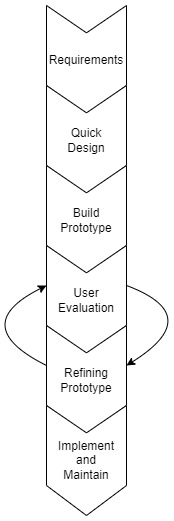 Requirements
Quick
Design
Build
Prototype
User
Evaluation
Refining
Prototype
Implement
and
Maintain